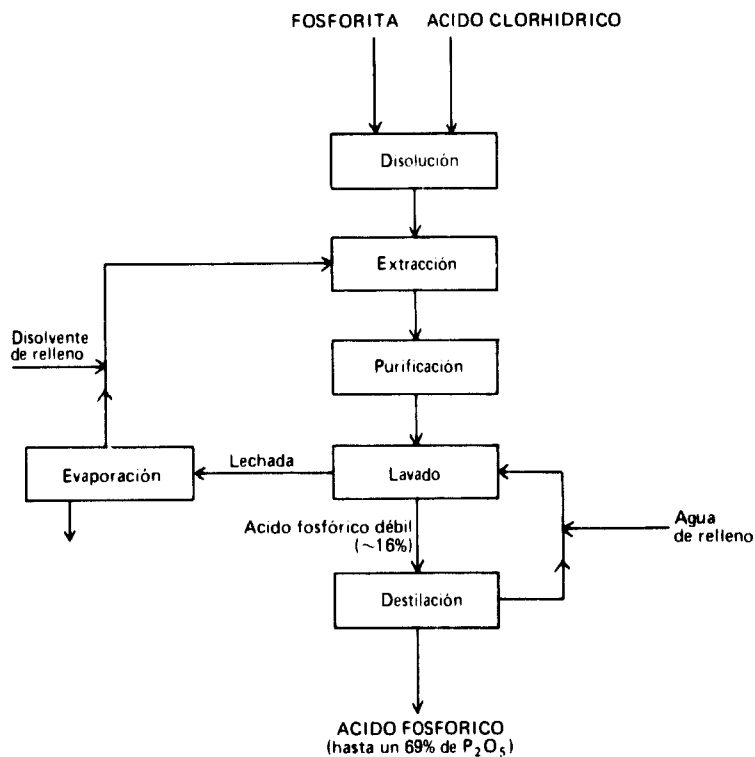 FOSFORITA
ACIDO CLORHIDRICO
Disolución
Extracción
Disolvente
de relleno
Purificación
Evaporación
Lechada
Lavado
Acido fosfórico débil
(~16%)
Agua
de relleno
Destilación
ACIDO FOSFORICO
(hasta un 69% de P₂O₅)